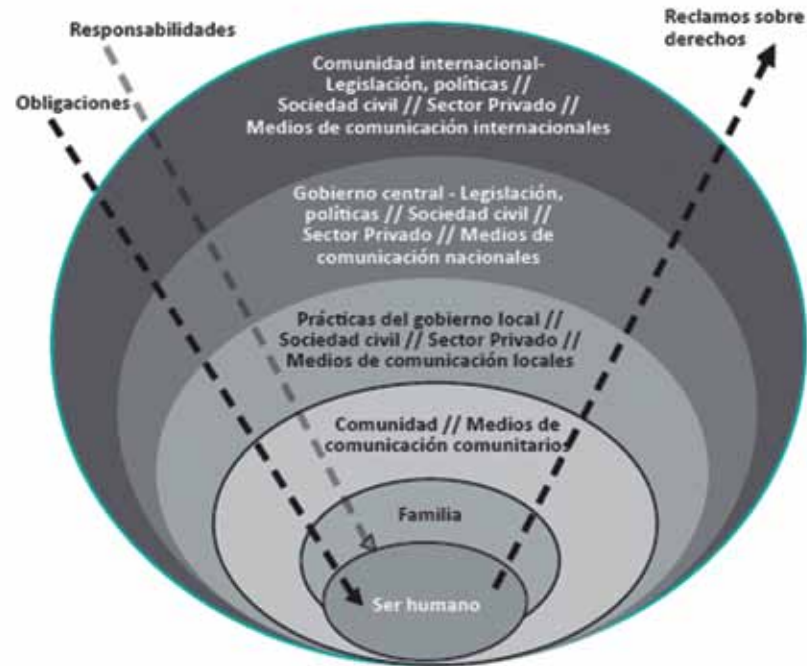 Responsabilidades
Obligaciones
Reclamos sobre
derechos
Comunidad internacional-
Legislación, políticas //
Sociedad civil // Sector Privado //
Medios de comunicación internacionales
Gobierno central - Legislación,
políticas // Sociedad civil //
Sector Privado // Medios de
comunicación nacionales
Prácticas del gobierno local //
Sociedad civil // Sector Privado //
Medios de comunicación locales
Comunidad // Medios de
comunicación comunitarios
Familia
Ser humano